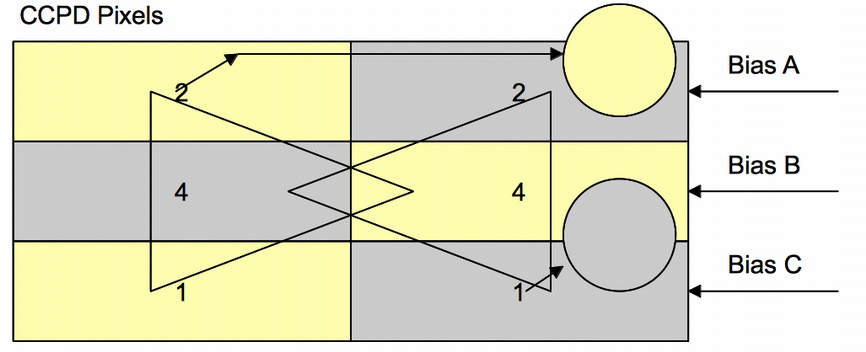 CCPD Pixels
Bias A
2 2
Bias B
4 4
Bias C
1 1